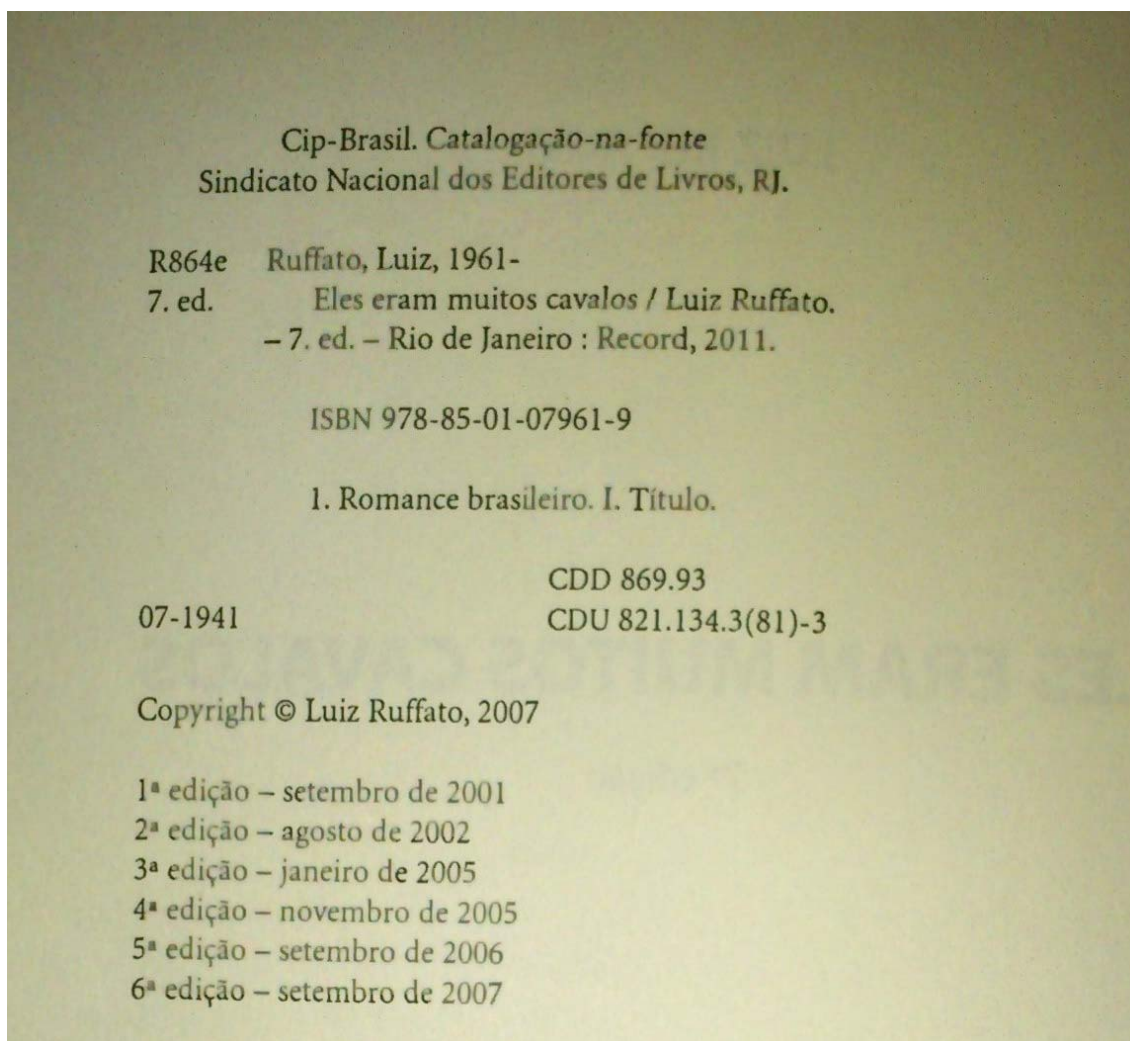 Cip-Brasil. Catalogação-na-fonte
Sindicato Nacional dos Editores de Livros, RJ.
R864e Ruffato, Luiz, 1961-
7. ed. Eles eram muitos cavalos / Luiz Ruffato.
– 7. ed. – Rio de Janeiro : Record, 2011.
ISBN 978-85-01-07961-9
1. Romance brasileiro. I. Título.
CDD 869.93
07-1941 CDU 821.134.3(81)-3
Copyright © Luiz Ruffato, 2007
1ª edição – setembro de 2001
2ª edição – agosto de 2002
3ª edição – janeiro de 2005
4ª edição – novembro de 2005
5ª edição – setembro de 2006
6ª edição – setembro de 2007